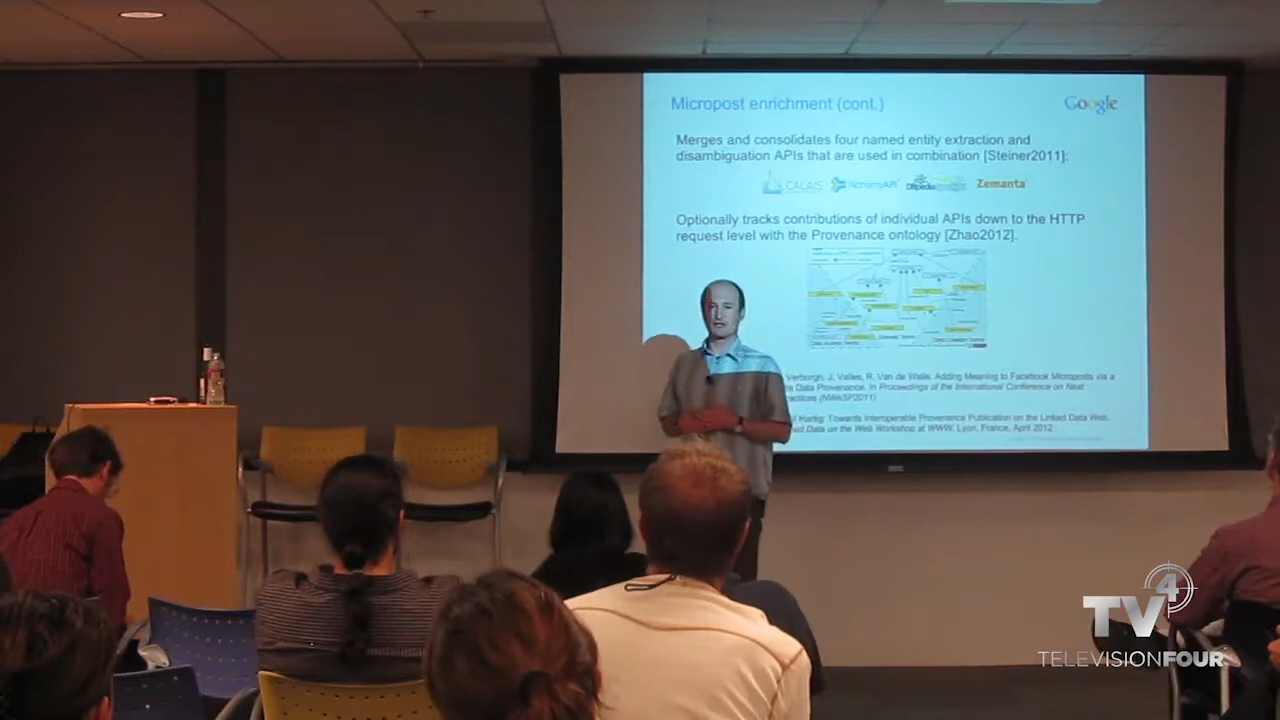 Micropost enrichment (cont.)
Google
Merges and consolidates four named entity extraction and
disambiguation APIs that are used in combination [Steiner2011]:
CALAIS AlchemyAPI DBpedia Zemanta
Optionally tracks contributions of individual APIs down to the HTTP
request level with the Provenance ontology [Zhao2012].
Verborgh, J. Valles, R. Van de Walle. Adding Meaning to Facebook Microposts via a
Data Provenance. In Proceedings of the International Conference on Next
(NWeSP2011)
Hartig: Towards Interoperable Provenance Publication on the Linked Data Web.
Data on the Web Workshop at WWW, Lyon, France, April 2012
TV4
TELEVISIONFOUR